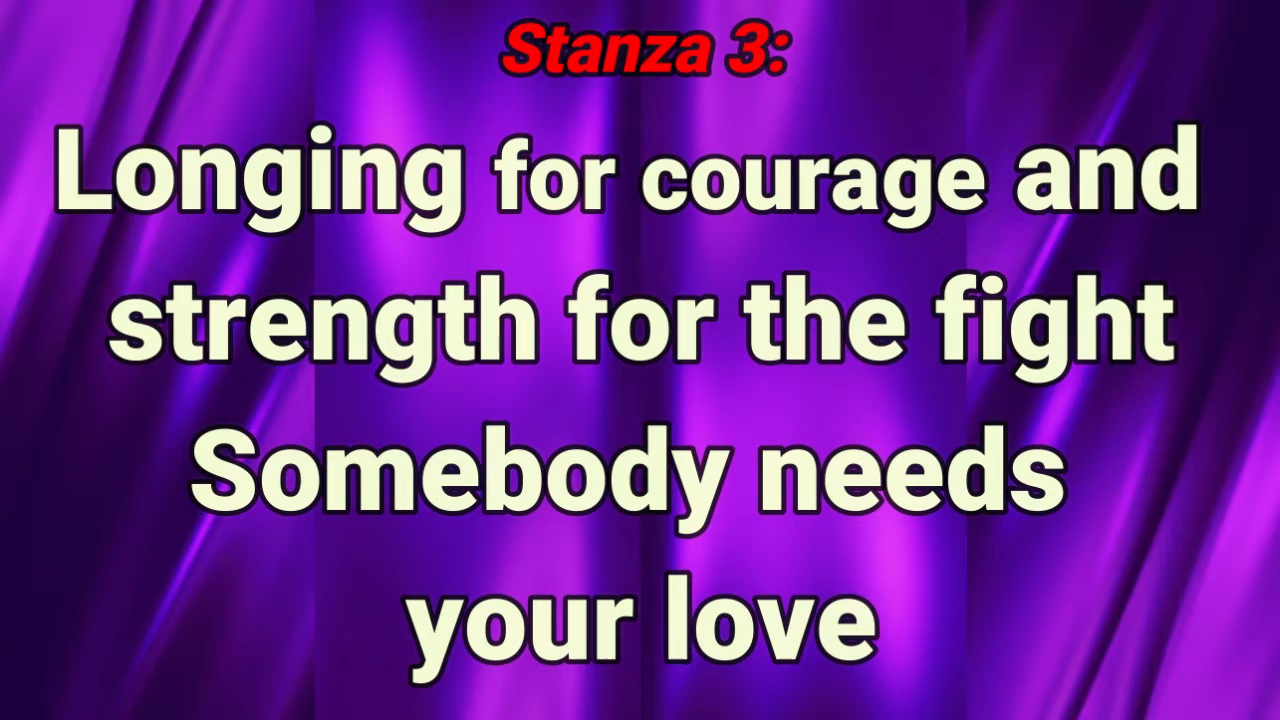 Stanza 3:
Longing for courage and
strength for the fight
Somebody needs
your love